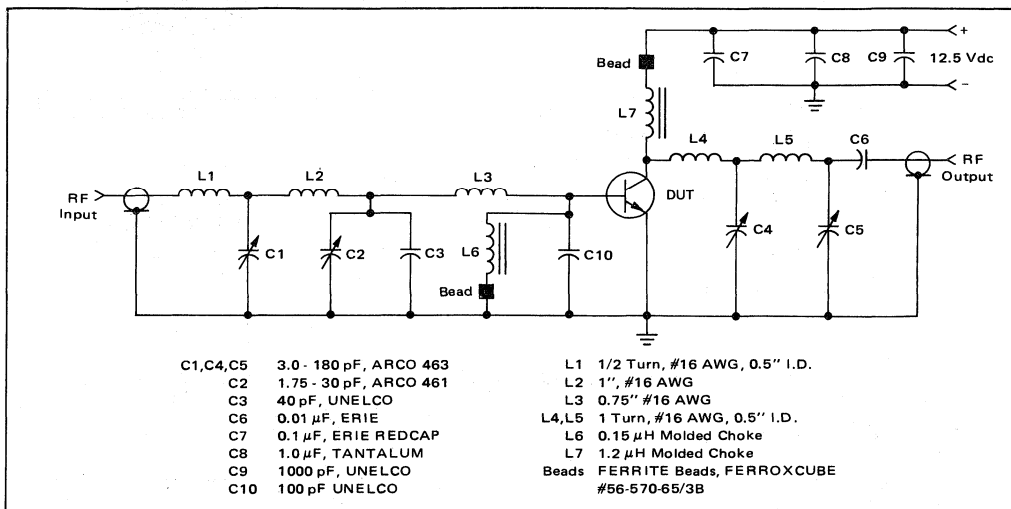 +
Bead
C7
C8
C9
12.5 Vdc
−
L7
L4
L5
C6
RF
Output
L1
L2
L3
RF
Input
DUT
C1
C2
C3
L6
C10
C4
C5
Bead
C1,C4,C5 3.0 - 180 pF, ARCO 463
C2 1.75 - 30 pF, ARCO 461
C3 40 pF, UNELCO
C6 0.01 μF, ERIE
C7 0.1 μF, ERIE REDCAP
C8 1.0 μF, TANTALUM
C9 1000 pF, UNELCO
C10 100 pF UNELCO
L1 1/2 Turn, #16 AWG, 0.5'' I.D.
L2 1'', #16 AWG
L3 0.75'' #16 AWG
L4,L5 1 Turn, #16 AWG, 0.5'' I.D.
L6 0.15 μH Molded Choke
L7 1.2 μH Molded Choke
Beads FERRITE Beads, FERROXCUBE
#56-570-65/3B